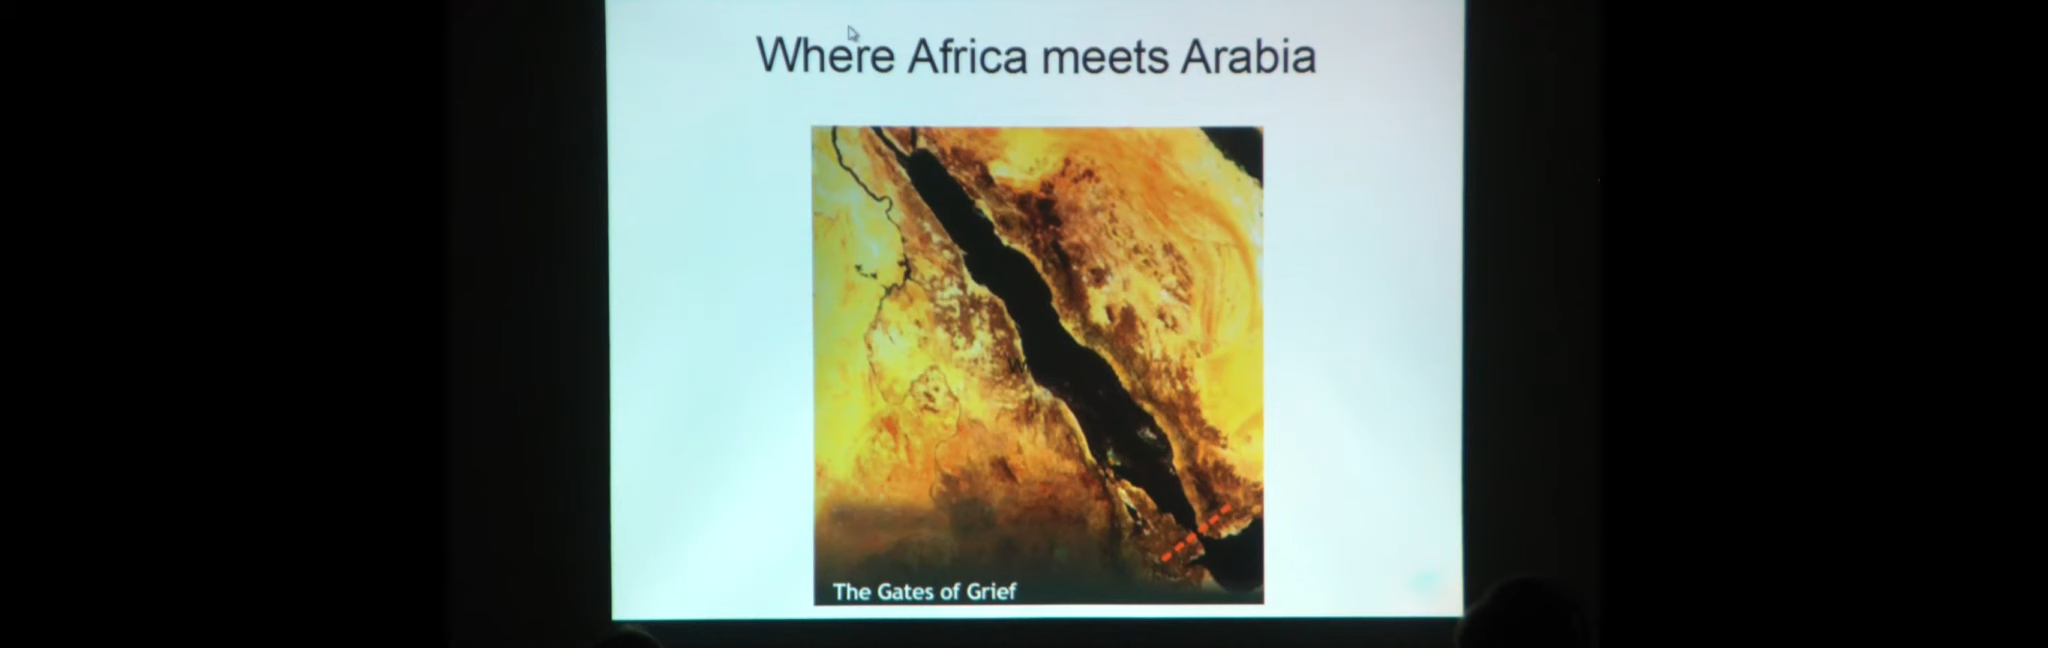 Where Africa meets Arabia
The Gates of Grief